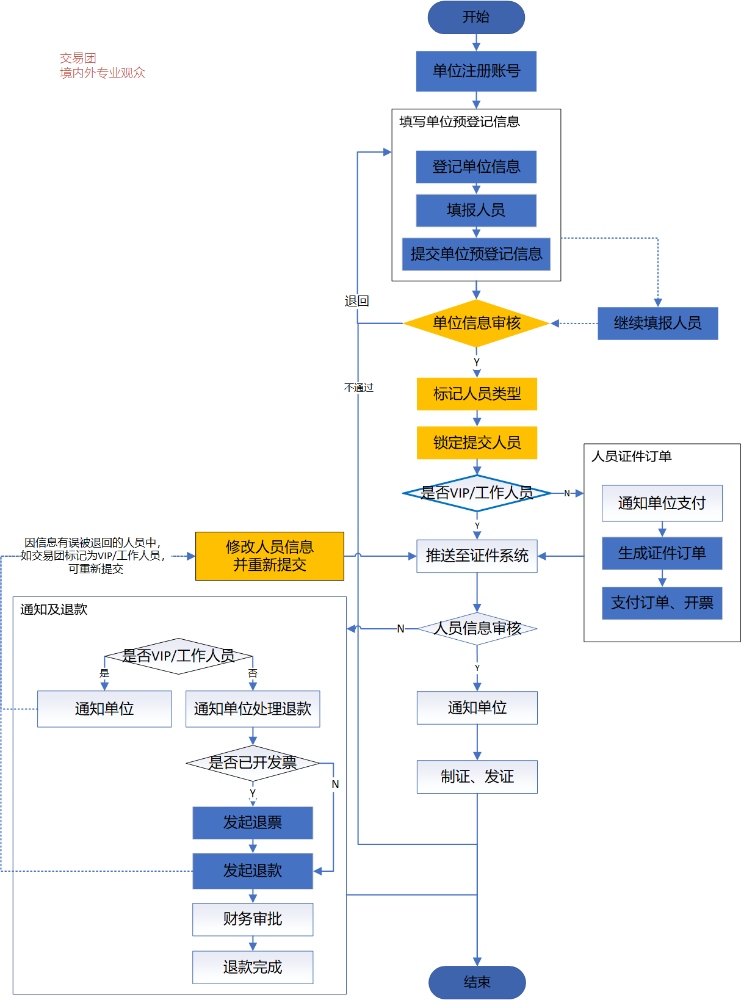 开始
交易团
境内外专业观众
单位注册账号
填写单位预登记信息
登记单位信息
填报人员
提交单位预登记信息
退回
单位信息审核
继续填报人员
Y
不通过
标记人员类型
锁定提交人员
人员证件订单
是否VIP/工作人员
N
通知单位支付
Y
因信息有误被退回的人员中，
如交易团标记为VIP/工作人员，
可重新提交
修改人员信息
并重新提交
推送至证件系统
生成证件订单
支付订单、开票
通知及退款
N
人员信息审核
是否VIP/工作人员
是
否
Y
通知单位
通知单位处理退款
通知单位
是否已开发票
N
Y
制证、发证
发起退票
发起退款
财务审批
退款完成
结束